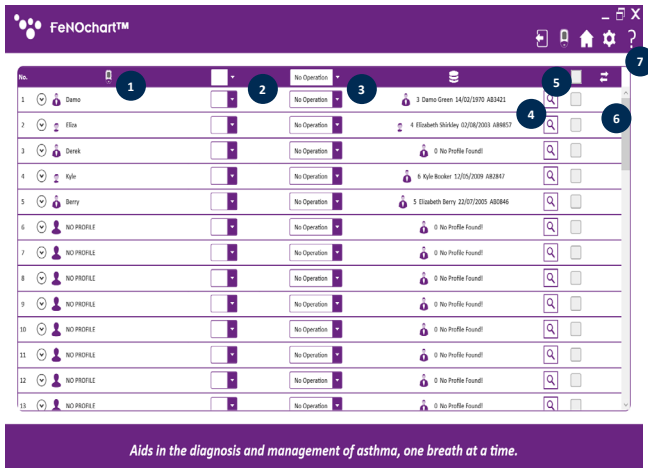 FeNOchart™
?
7
No. 1 2 No Operation 3 5
1 Damo No Operation 3 Damo Green 14/02/1970 AB3421 4 6
2 Eliza No Operation 4 Elizabeth Shirkley 02/08/2003 AB9857
3 Derek No Operation 0 No Profile Found!
4 Kyle No Operation 6 Kyle Booker 12/05/2009 AB2847
5 Berry No Operation 5 Elizabeth Berry 22/07/2005 AB0846
6 NO PROFILE No Operation 0 No Profile Found!
7 NO PROFILE No Operation 0 No Profile Found!
8 NO PROFILE No Operation 0 No Profile Found!
9 NO PROFILE No Operation 0 No Profile Found!
10 NO PROFILE No Operation 0 No Profile Found!
11 NO PROFILE No Operation 0 No Profile Found!
12 NO PROFILE No Operation 0 No Profile Found!
13 NO PROFILE No Operation 0 No Profile Found!
Aids in the diagnosis and management of asthma, one breath at a time.